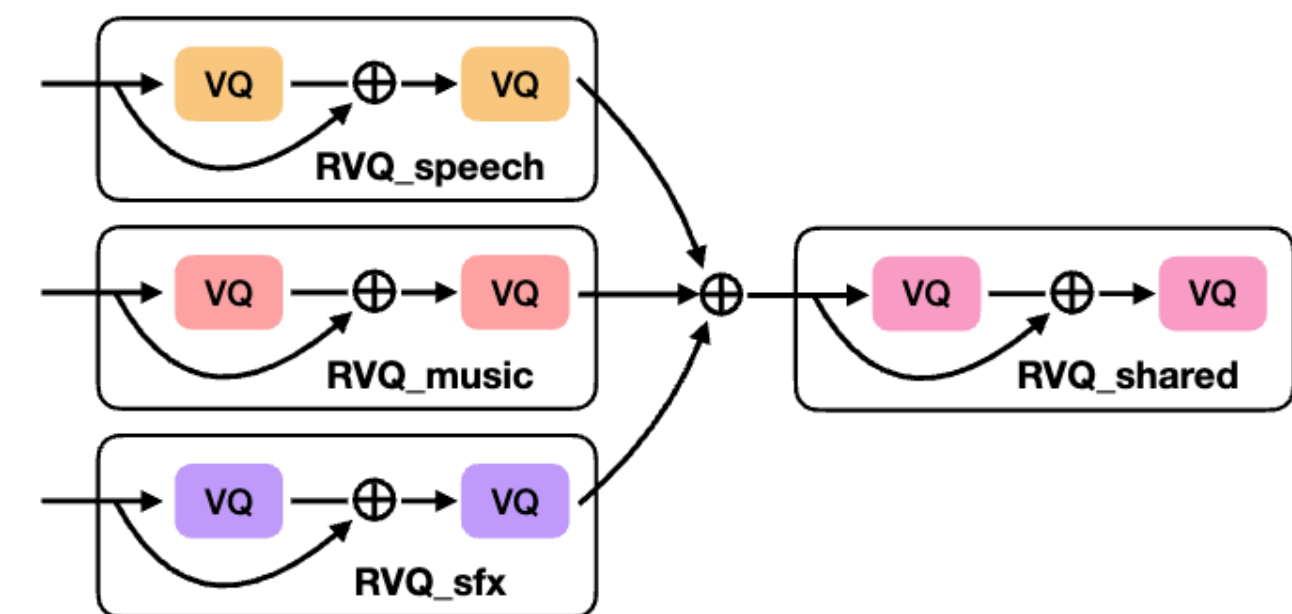 VQ VQ
RVQ_speech
VQ VQ
RVQ_music
VQ VQ
RVQ_shared
VQ VQ
RVQ_sfx